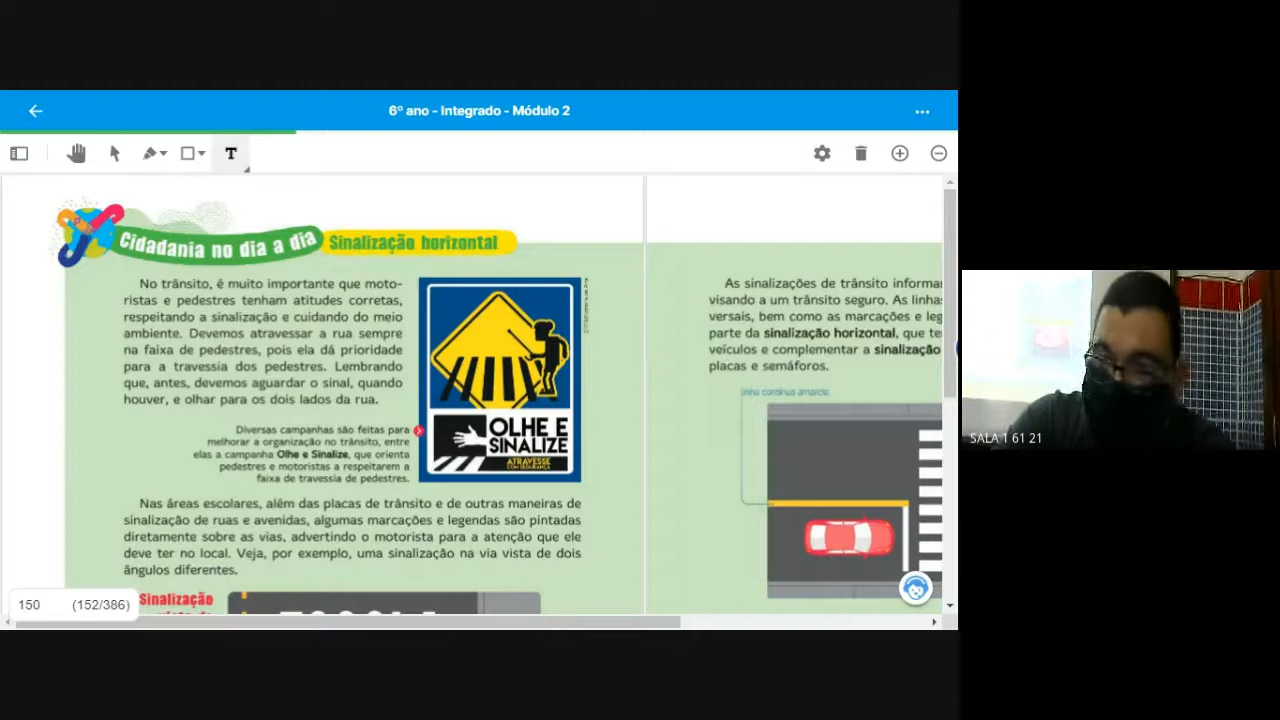 6º ano - Integrado - Módulo 2
T
Cidadania no dia a dia
Sinalização horizontal
No trânsito, é muito importante que moto-
ristas e pedestres tenham atitudes corretas,
respeitando a sinalização e cuidando do meio
ambiente. Devemos atravessar a rua sempre
na faixa de pedestres, pois ela dá prioridade
para a travessia dos pedestres. Lembrando
que, antes, devemos aguardar o sinal, quando
houver, e olhar para os dois lados da rua.
OLHE E
SINALIZE
ATRAVESSE
COM SEGURANÇA
Diversas campanhas são feitas para
melhorar a organização no trânsito, entre
elas a campanha Olhe e Sinalize, que orienta
pedestres e motoristas a respeitarem a
faixa de travessia de pedestres.
Nas áreas escolares, além das placas de trânsito e de outras maneiras de
sinalização de ruas e avenidas, algumas marcações e legendas são pintadas
diretamente sobre as vias, advertindo o motorista para a atenção que ele
deve ter no local. Veja, por exemplo, uma sinalização na via vista de dois
ângulos diferentes.
Sinalização
150 (152/386)
As sinalizações de trânsito informa
visando a um trânsito seguro. As linha
versais, bem como as marcações e leg
parte da sinalização horizontal, que te
veículos e complementar a sinalização
placas e semáforos.
linha contínua amarela
SALA 1 61 21